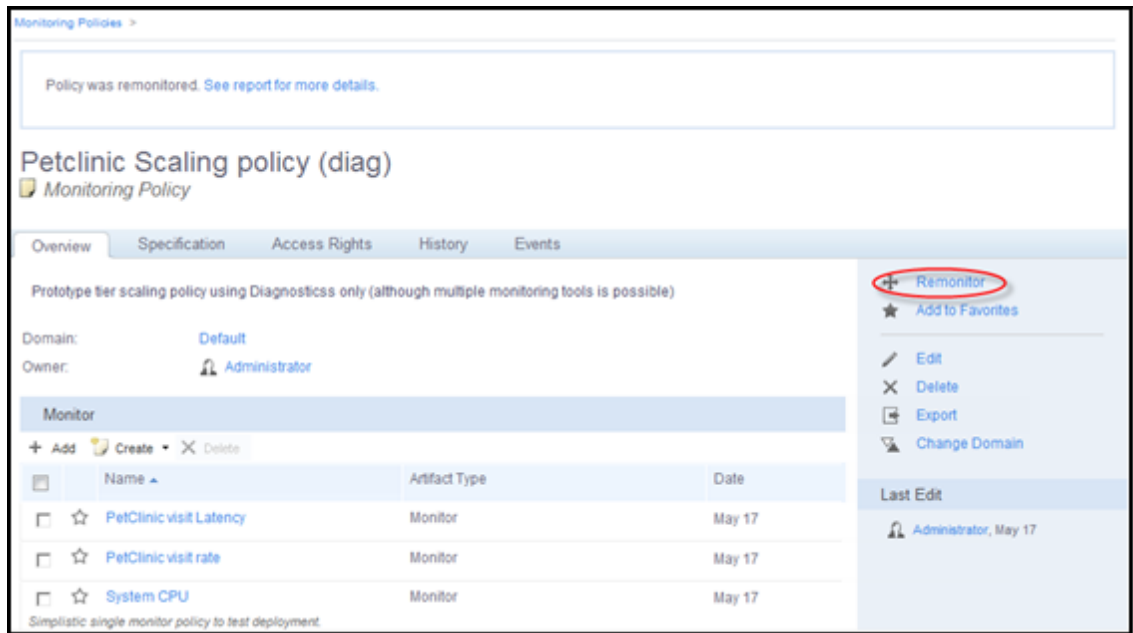 Monitoring Policies >
Policy was remonitored. See report for more details.
Petclinic Scaling policy (diag)
Monitoring Policy
Overview Specification Access Rights History Events
Prototype tier scaling policy using Diagnosticss only (although multiple monitoring tools is possible)
Domain: Default
Owner: Administrator
Monitor
+ Add Create Delete
Name Artifact Type Date
PetClinic visit Latency Monitor May 17
PetClinic visit rate Monitor May 17
System CPU Monitor May 17
Simplistic single monitor policy to test deployment.
Remonitor
Add to Favorites
Edit
Delete
Export
Change Domain
Last Edit
Administrator, May 17